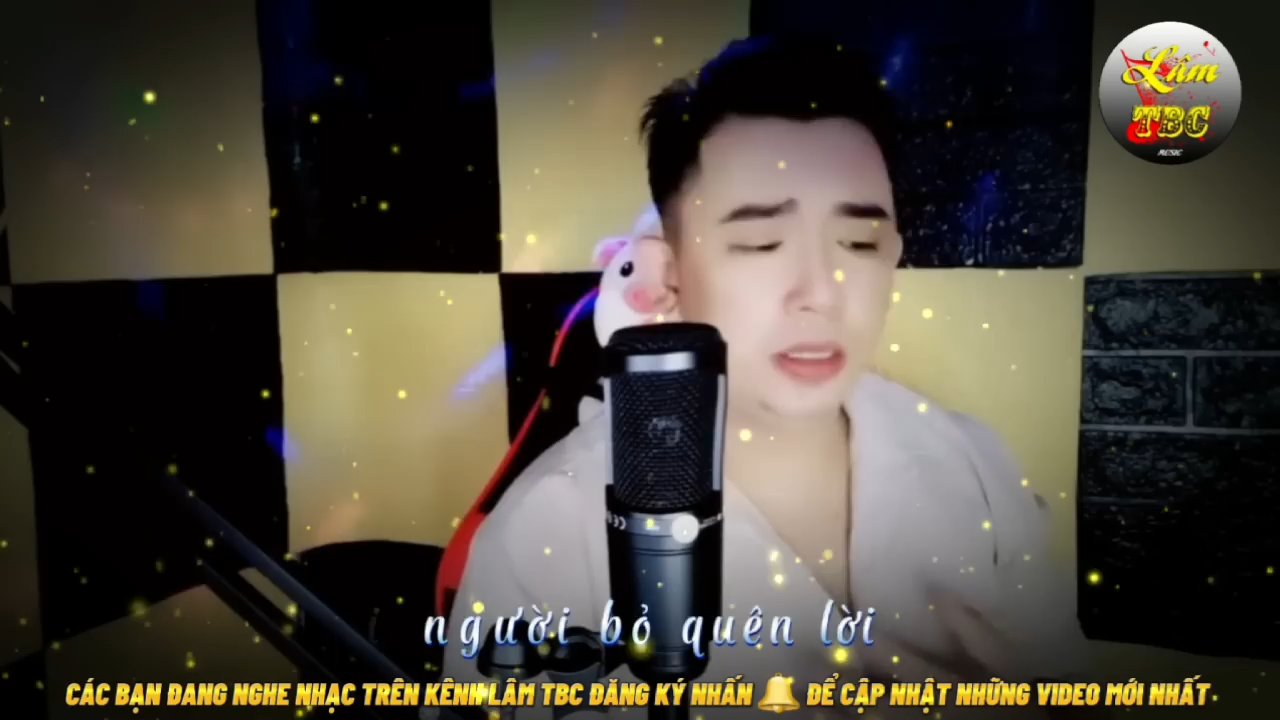 Lâm
TBC
MUSIC
người bỏ quên lời
CÁC BẠN ĐANG NGHE NHẠC TRÊN KÊNH LÂM TBC ĐĂNG KÝ NHẤN 🔔 ĐỂ CẬP NHẬT NHỮNG VIDEO MỚI NHẤT